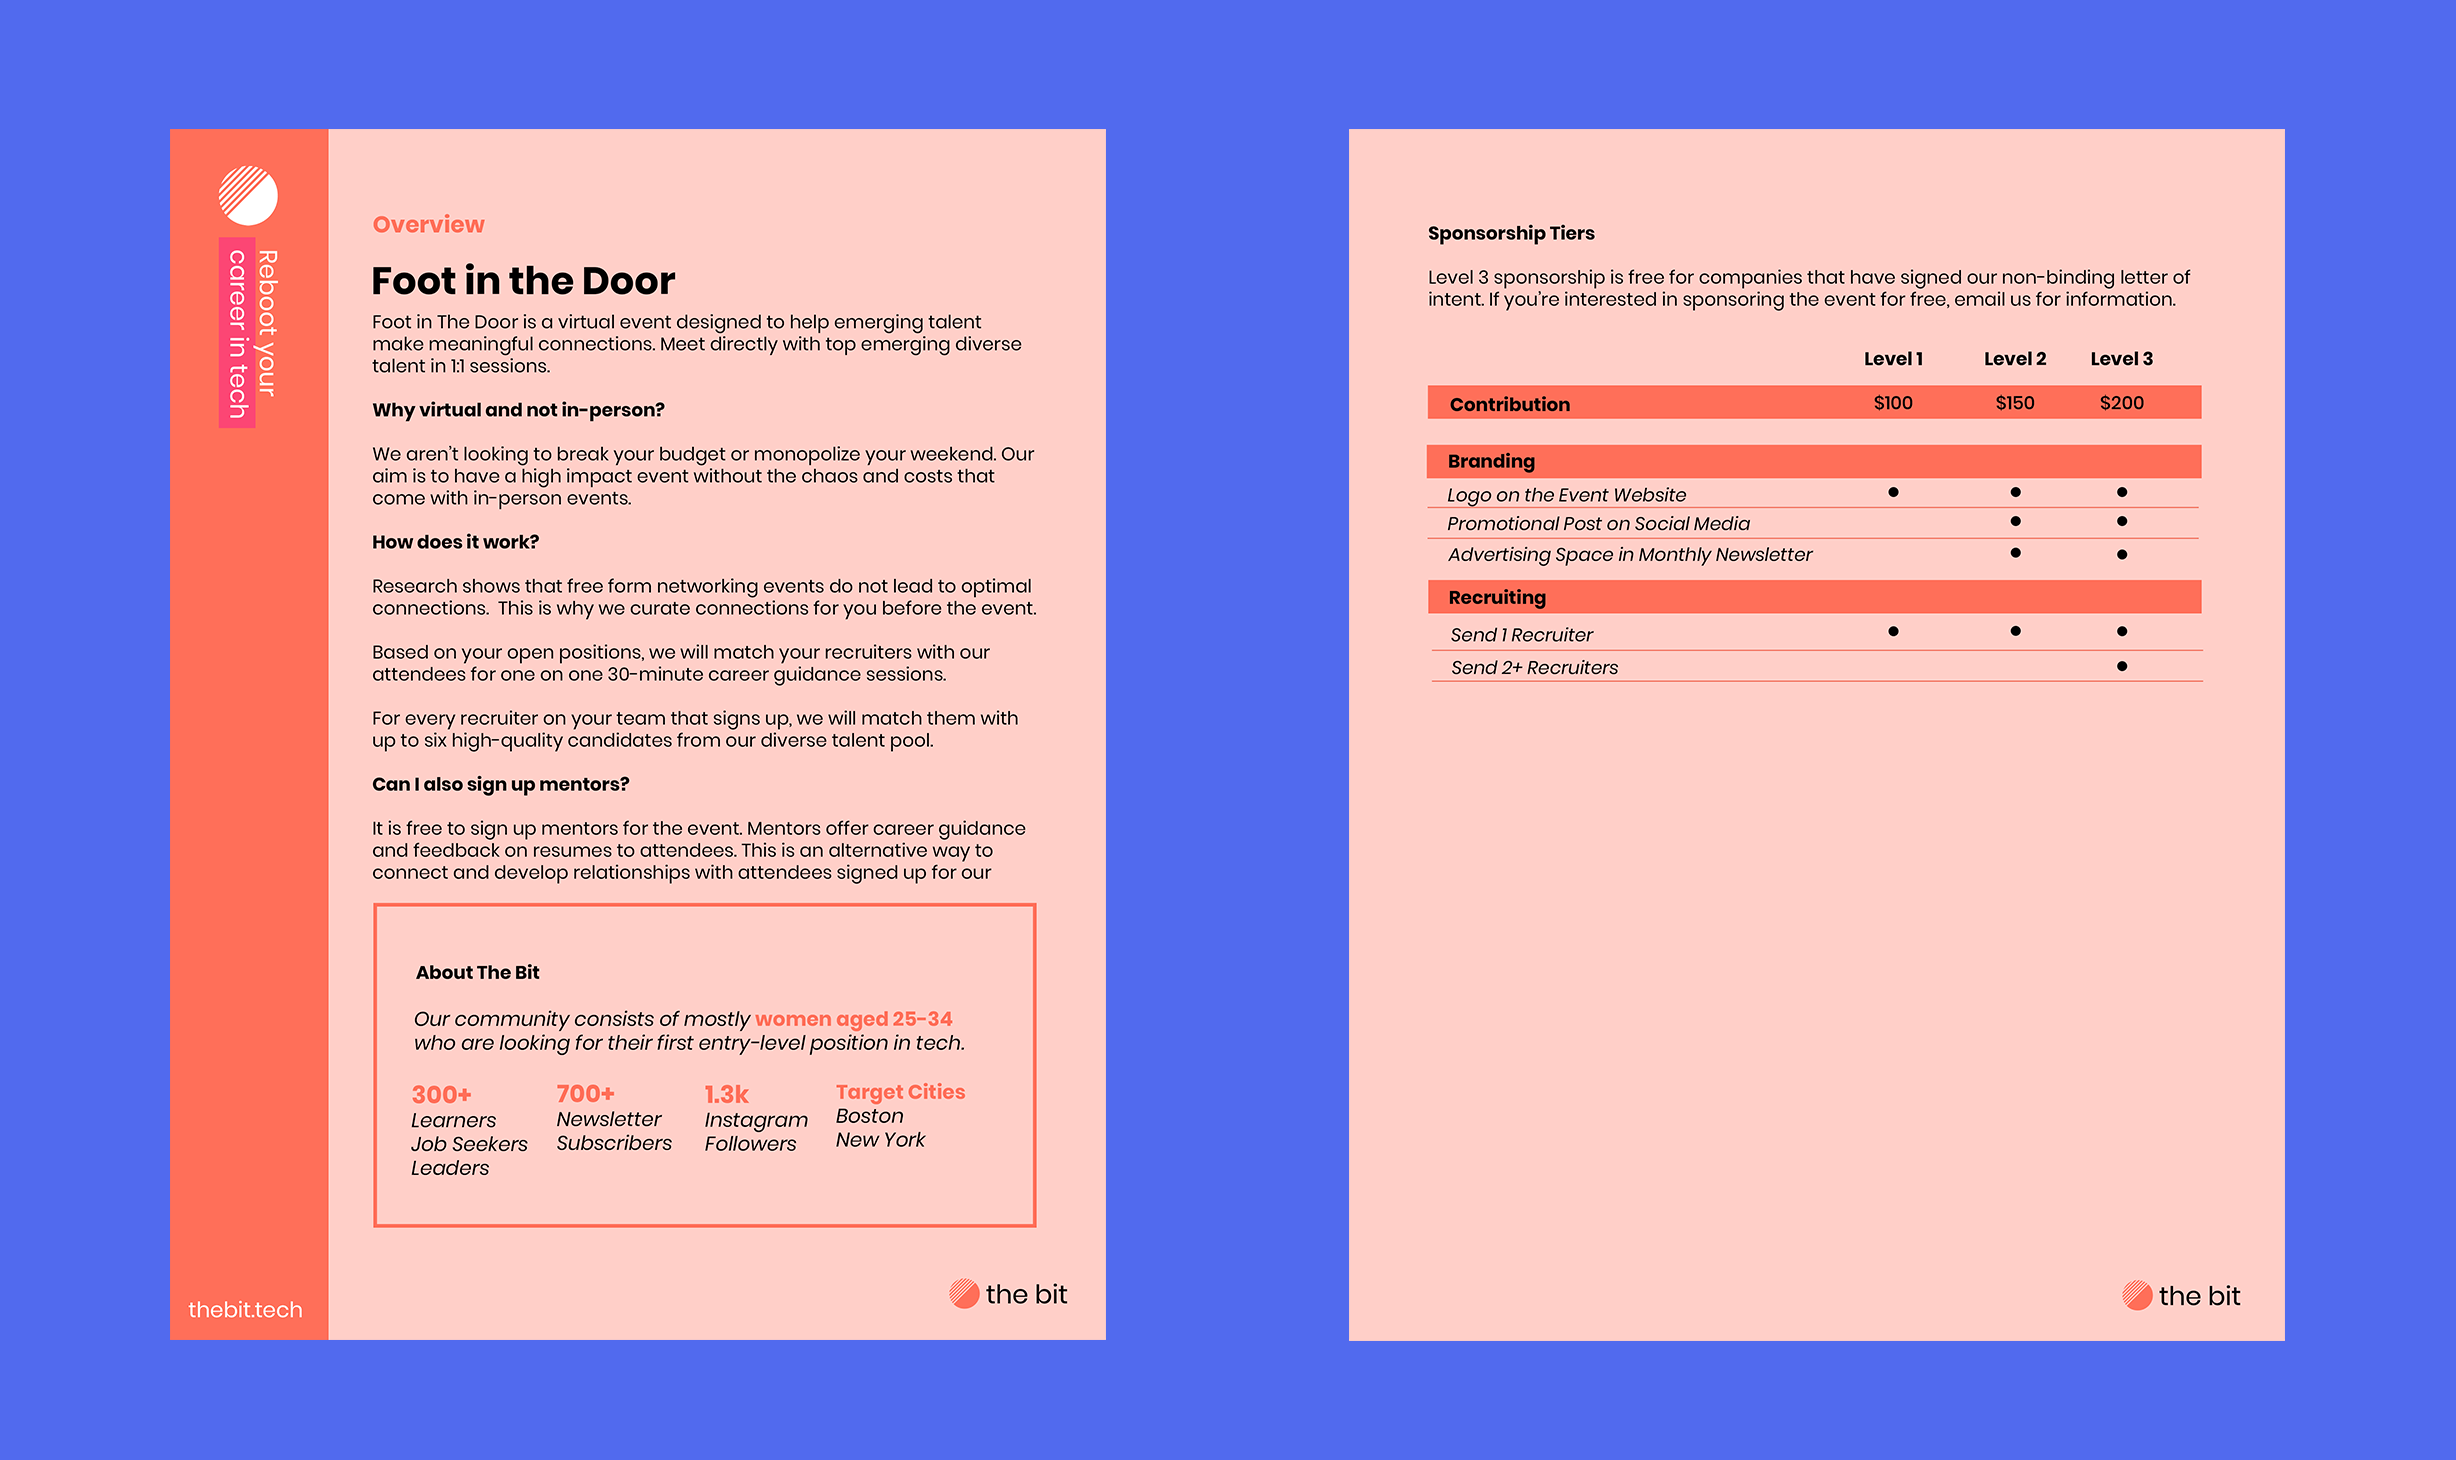 Reboot your
career in tech
thebit.tech
Overview
Foot in the Door
Foot in The Door is a virtual event designed to help emerging talent
make meaningful connections. Meet directly with top emerging diverse
talent in 1:1 sessions.
Why virtual and not in-person?
We aren't looking to break your budget or monopolize your weekend. Our
aim is to have a high impact event without the chaos and costs that
come with in-person events.
How does it work?
Research shows that free form networking events do not lead to optimal
connections.  This is why we curate connections for you before the event.
Based on your open positions, we will match your recruiters with our
attendees for one on one 30-minute career guidance sessions.
For every recruiter on your team that signs up, we will match them with
up to six high-quality candidates from our diverse talent pool.
Can I also sign up mentors?
It is free to sign up mentors for the event. Mentors offer career guidance
and feedback on resumes to attendees. This is an alternative way to
connect and develop relationships with attendees signed up for our
About The Bit
Our community consists of mostly women aged 25-34
who are looking for their first entry-level position in tech.
300+
Learners
Job Seekers
Leaders
700+
Newsletter
Subscribers
1.3k
Instagram
Followers
Target Cities
Boston
New York
the bit
Sponsorship Tiers
Level 3 sponsorship is free for companies that have signed our non-binding letter of
intent. If you're interested in sponsoring the event for free, email us for information.
Level 1 Level 2 Level 3
Contribution $100 $150 $200
Branding
Logo on the Event Website • • •
Promotional Post on Social Media • •
Advertising Space in Monthly Newsletter • •
Recruiting
Send 1 Recruiter • • •
Send 2+ Recruiters •
the bit